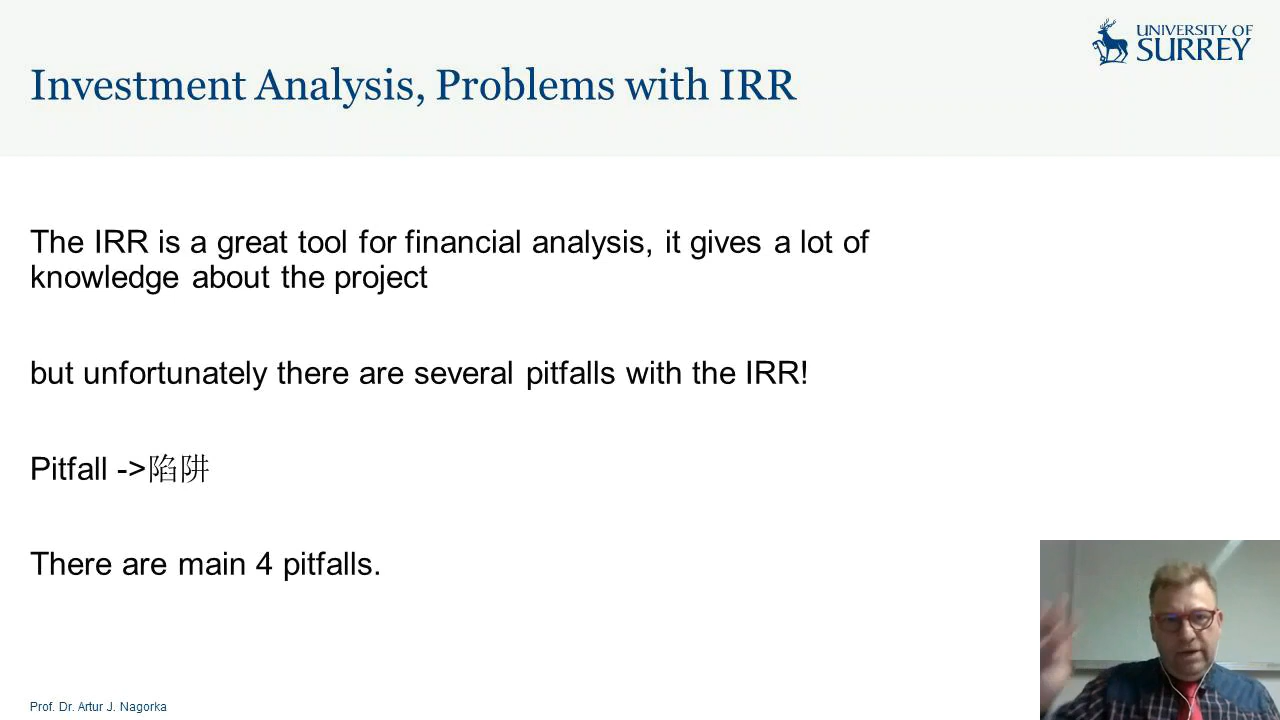 UNIVERSITY OF
SURREY
Investment Analysis, Problems with IRR
The IRR is a great tool for financial analysis, it gives a lot of
knowledge about the project
but unfortunately there are several pitfalls with the IRR!
Pitfall ->陷阱
There are main 4 pitfalls.
Prof. Dr. Artur J. Nagorka